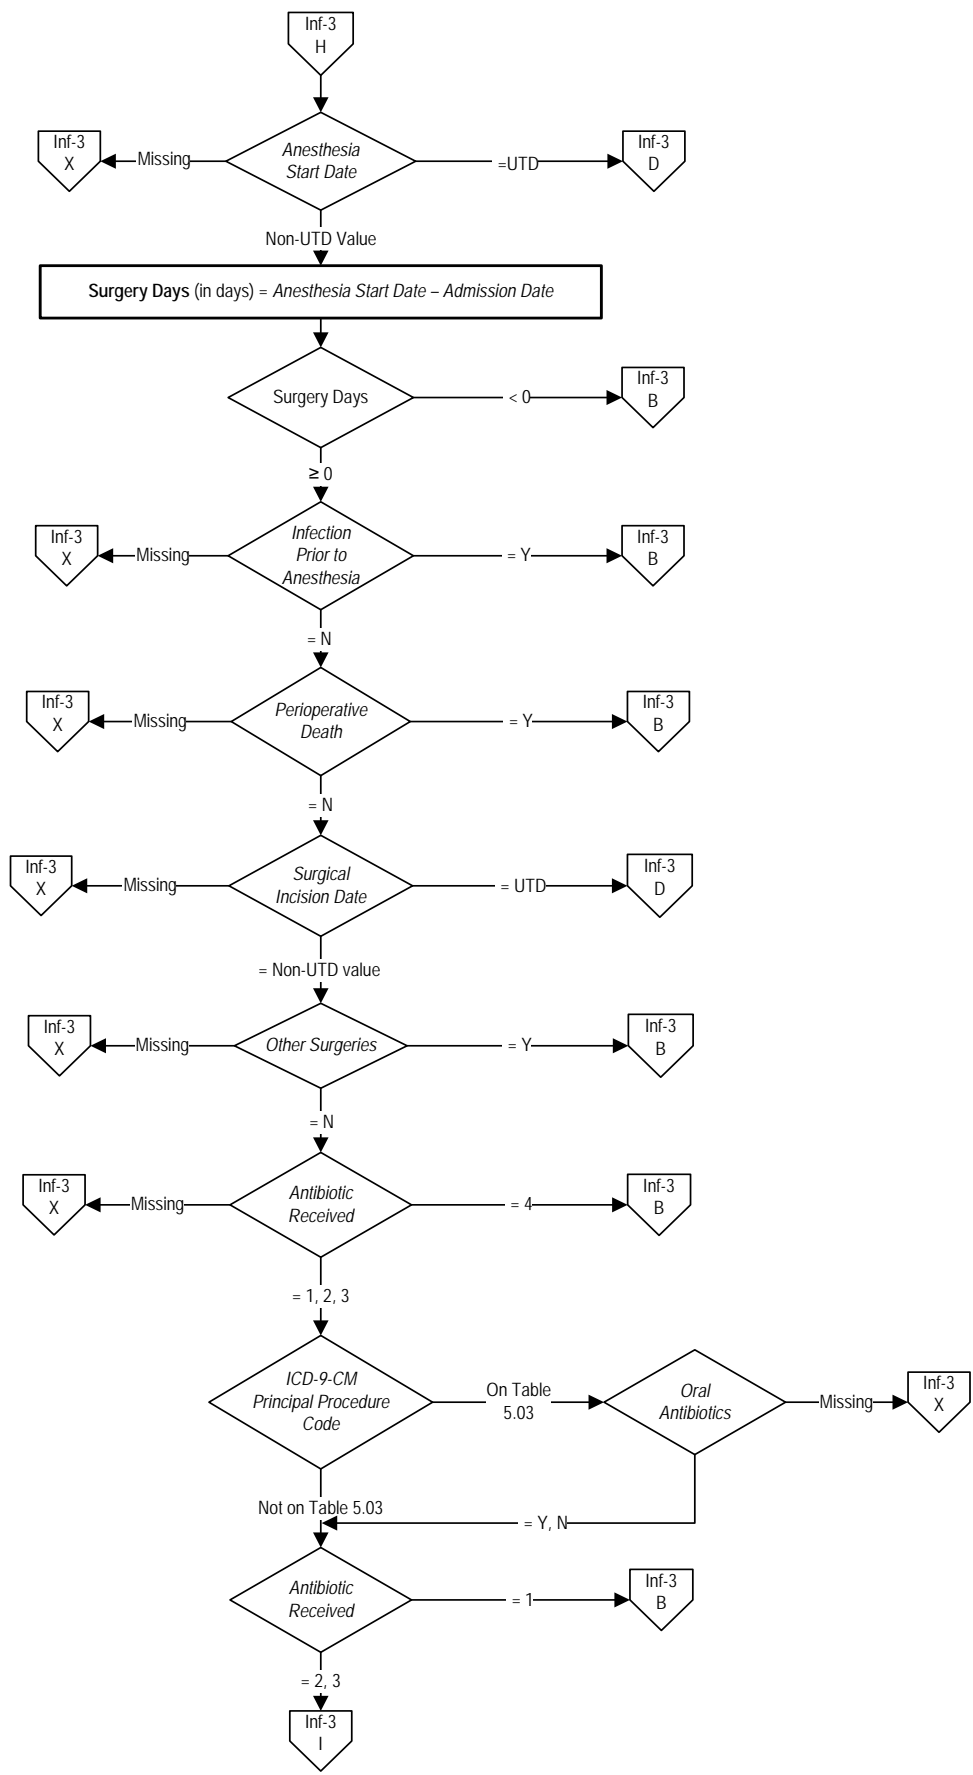 Inf-3
H
Inf-3
X
Missing
Anesthesia
Start Date
=UTD
Inf-3
D
Non-UTD Value
Surgery Days (in days) = Anesthesia Start Date – Admission Date
Surgery Days
< 0
Inf-3
B
≥ 0
Inf-3
X
Missing
Infection
Prior to
Anesthesia
= Y
Inf-3
B
= N
Inf-3
X
Missing
Perioperative
Death
= Y
Inf-3
B
= N
Inf-3
X
Missing
Surgical
Incision Date
= UTD
Inf-3
D
= Non-UTD value
Inf-3
X
Missing
Other Surgeries
= Y
Inf-3
B
= N
Inf-3
X
Missing
Antibiotic
Received
= 4
Inf-3
B
= 1, 2, 3
ICD-9-CM
Principal Procedure
Code
On Table
5.03
Oral
Antibiotics
Missing
Inf-3
X
Not on Table 5.03
= Y, N
Antibiotic
Received
= 1
Inf-3
B
= 2, 3
Inf-3
I